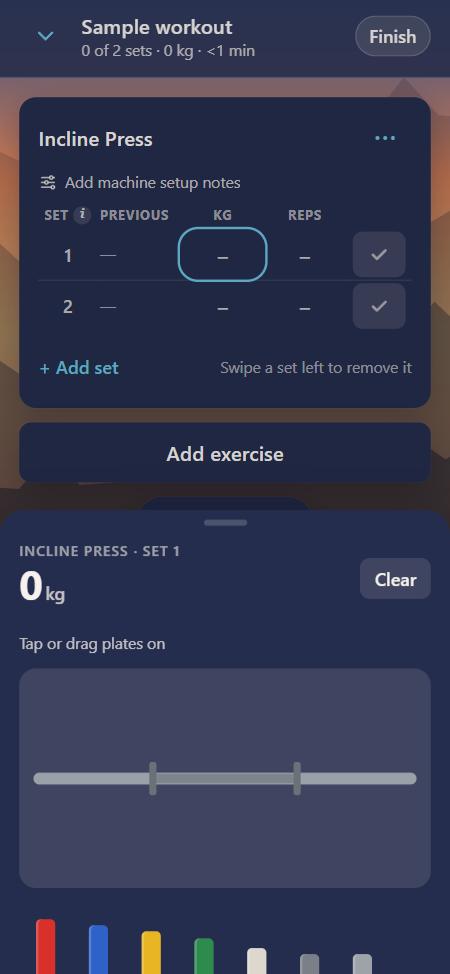 Sample workout
0 of 2 sets · 0 kg · <1 min
Finish
Incline Press
Add machine setup notes
SET i PREVIOUS KG REPS
1 — – –
2 — – –
+ Add set Swipe a set left to remove it
Add exercise
INCLINE PRESS · SET 1
0 kg
Clear
Tap or drag plates on